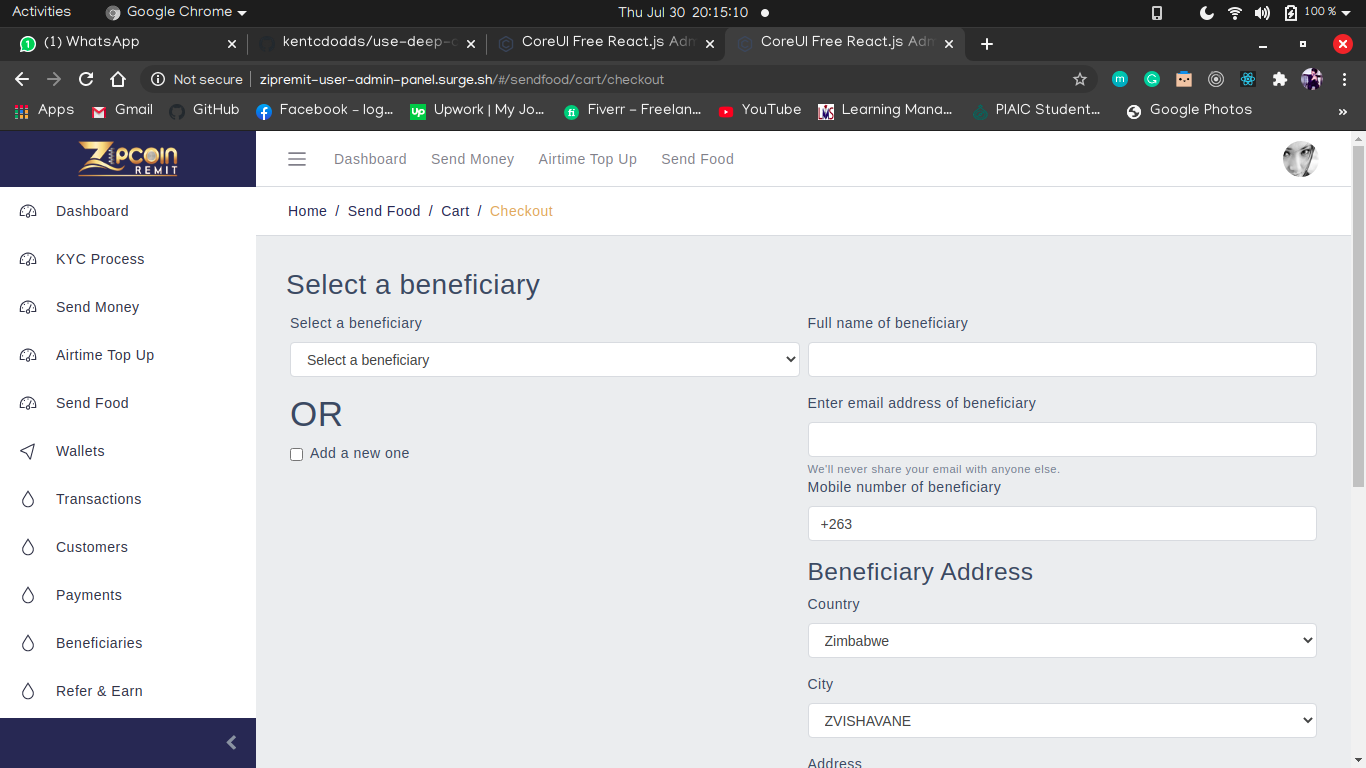 Activities Google Chrome Thu Jul 30 20:15:10 100 %
(1) WhatsApp kentcdodds/use-deep-c CoreUI Free React.js Adm CoreUI Free React.js Adm
Not secure zipremit-user-admin-panel.surge.sh/#/sendfood/cart/checkout
Apps Gmail GitHub Facebook – log... Upwork | My Jo... Fiverr – Freelan... YouTube Learning Mana... PIAIC Student... Google Photos »
ZIPCOIN
REMIT
Dashboard Send Money Airtime Top Up Send Food
Home / Send Food / Cart / Checkout
Dashboard
KYC Process
Send Money
Airtime Top Up
Send Food
Wallets
Transactions
Customers
Payments
Beneficiaries
Refer & Earn
Select a beneficiary
Select a beneficiary
Select a beneficiary
OR
Add a new one
Full name of beneficiary
Enter email address of beneficiary
We'll never share your email with anyone else.
Mobile number of beneficiary
+263
Beneficiary Address
Country
Zimbabwe
City
ZVISHAVANE
Address